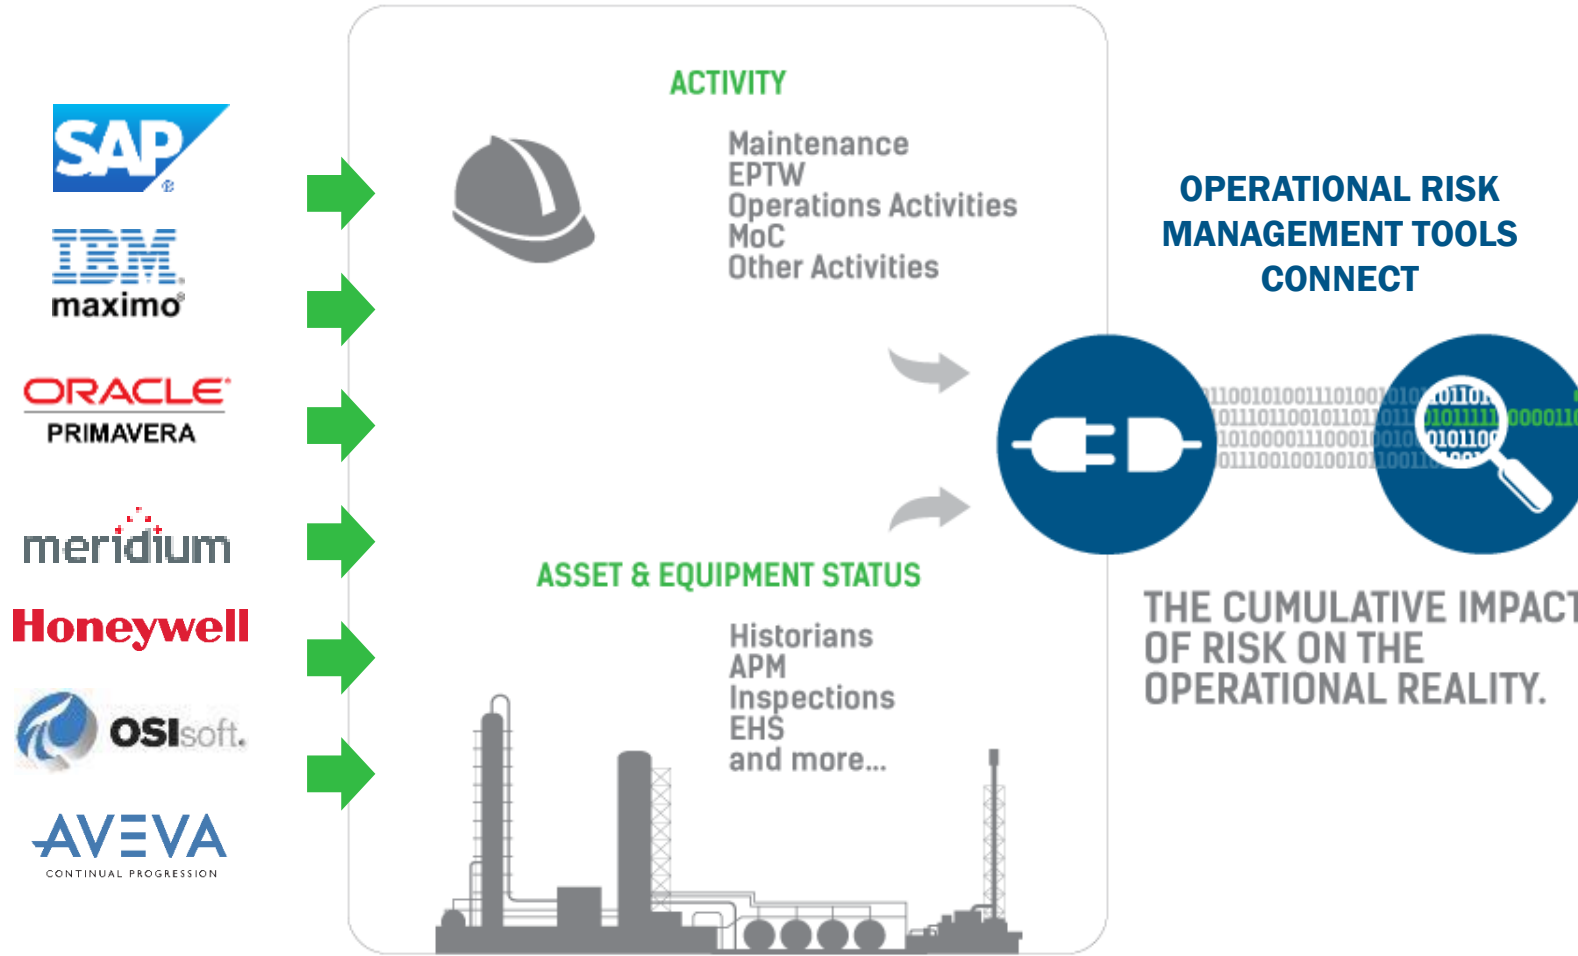 SAP®
IBM®
maximo®
ORACLE®
PRIMAVERA
meridium
Honeywell
OSIsoft.
AVEVA
CONTINUAL PROGRESSION
ACTIVITY
Maintenance
EPTW
Operations Activities
MoC
Other Activities
ASSET & EQUIPMENT STATUS
Historians
APM
Inspections
EHS
and more...
OPERATIONAL RISK
MANAGEMENT TOOLS
CONNECT
THE CUMULATIVE IMPACT
OF RISK ON THE
OPERATIONAL REALITY.